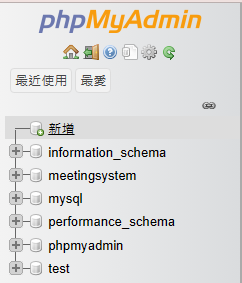 phpMyAdmin
最近使用 最愛
新增
information_schema
meetingsystem
mysql
performance_schema
phpmyadmin
test